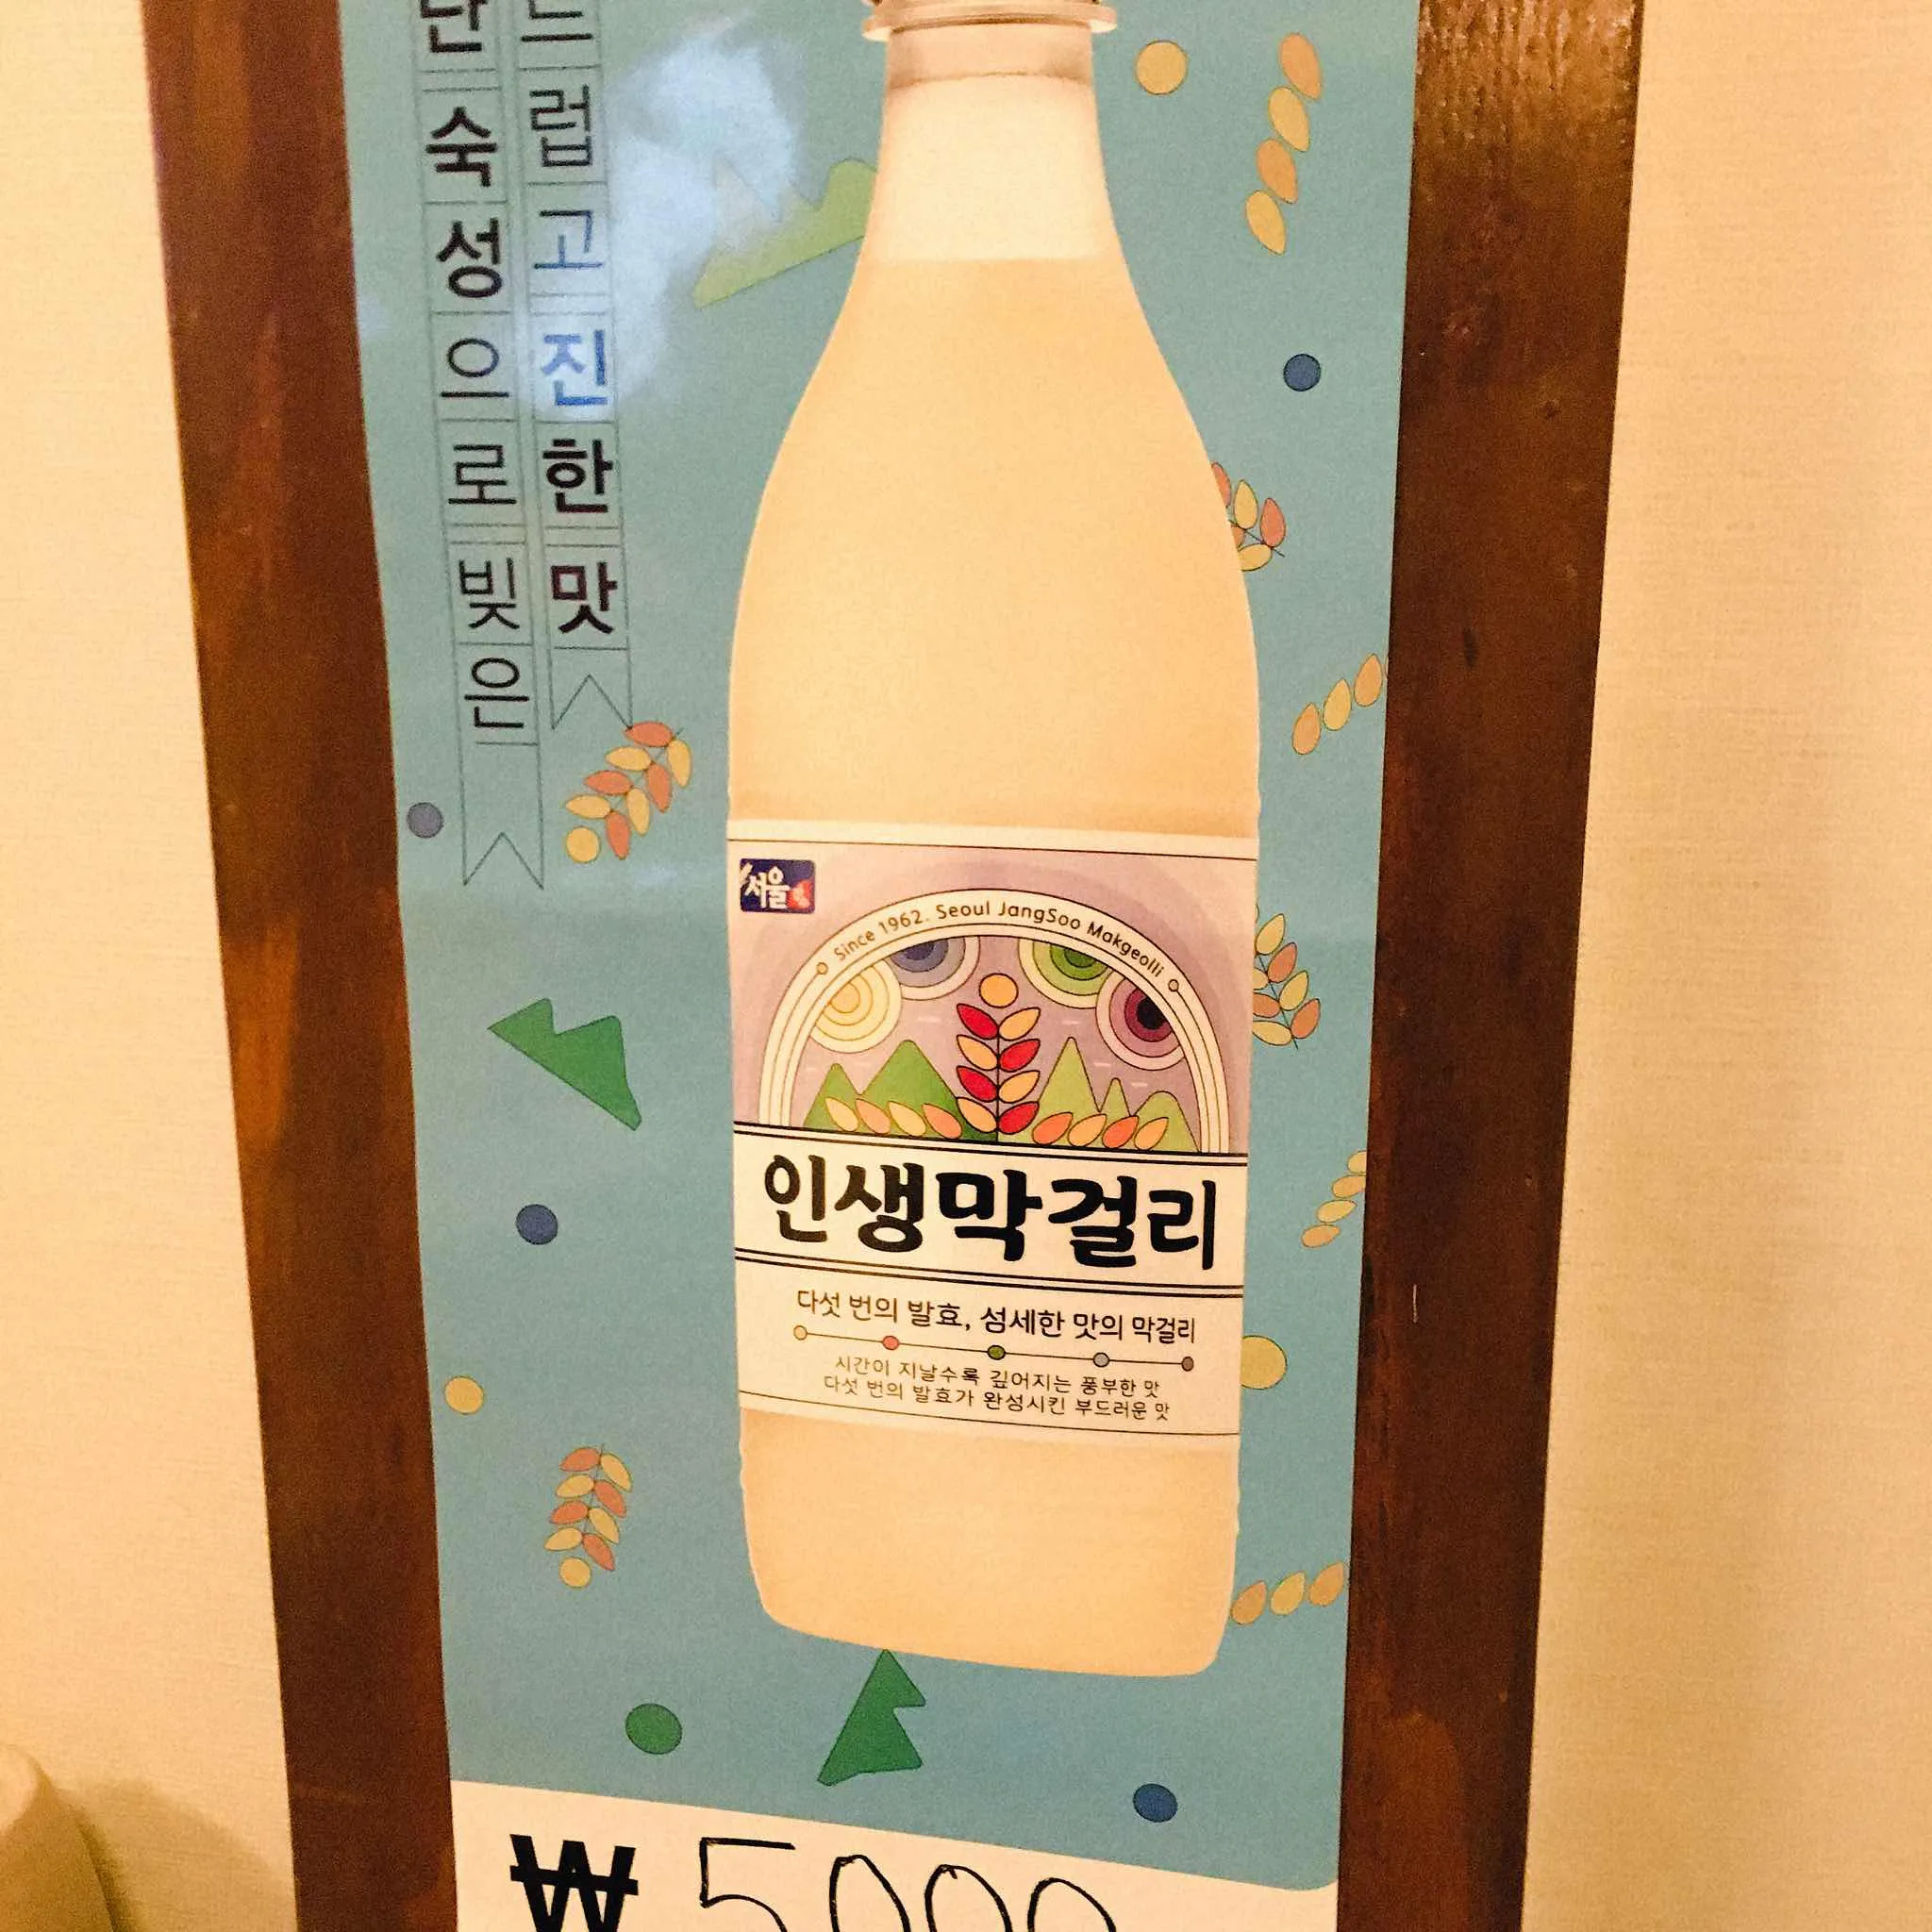 단숙성으로빚은
드럽고진한맛
서울
Since 1962. Seoul JangSoo Makgeolli
인생막걸리
다섯 번의 발효, 섬세한 맛의 막걸리
시간이 지날수록 깊어지는 풍부한 맛
다섯 번의 발효가 완성시킨 부드러운 맛
₩ 5000